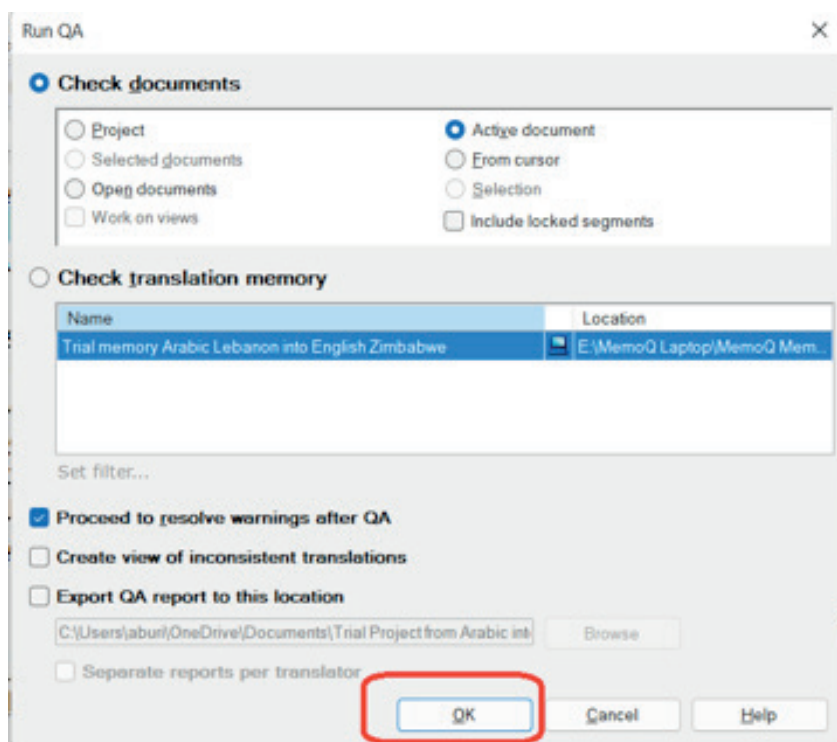 Run QA
Check documents
Project
Active document
Selected documents
From cursor
Open documents
Selection
Work on views
Include locked segments
Check translation memory
Name Location
Trial memory Arabic Lebanon into English Zimbabwe E:\MemoQ Laptop\MemoQ Mem...
Set filter...
Proceed to resolve warnings after QA
Create view of inconsistent translations
Export QA report to this location
C:\Users\aburi\OneDrive\Documents\Trial Project from Arabic int Browse
Separate reports per translator
OK Cancel Help